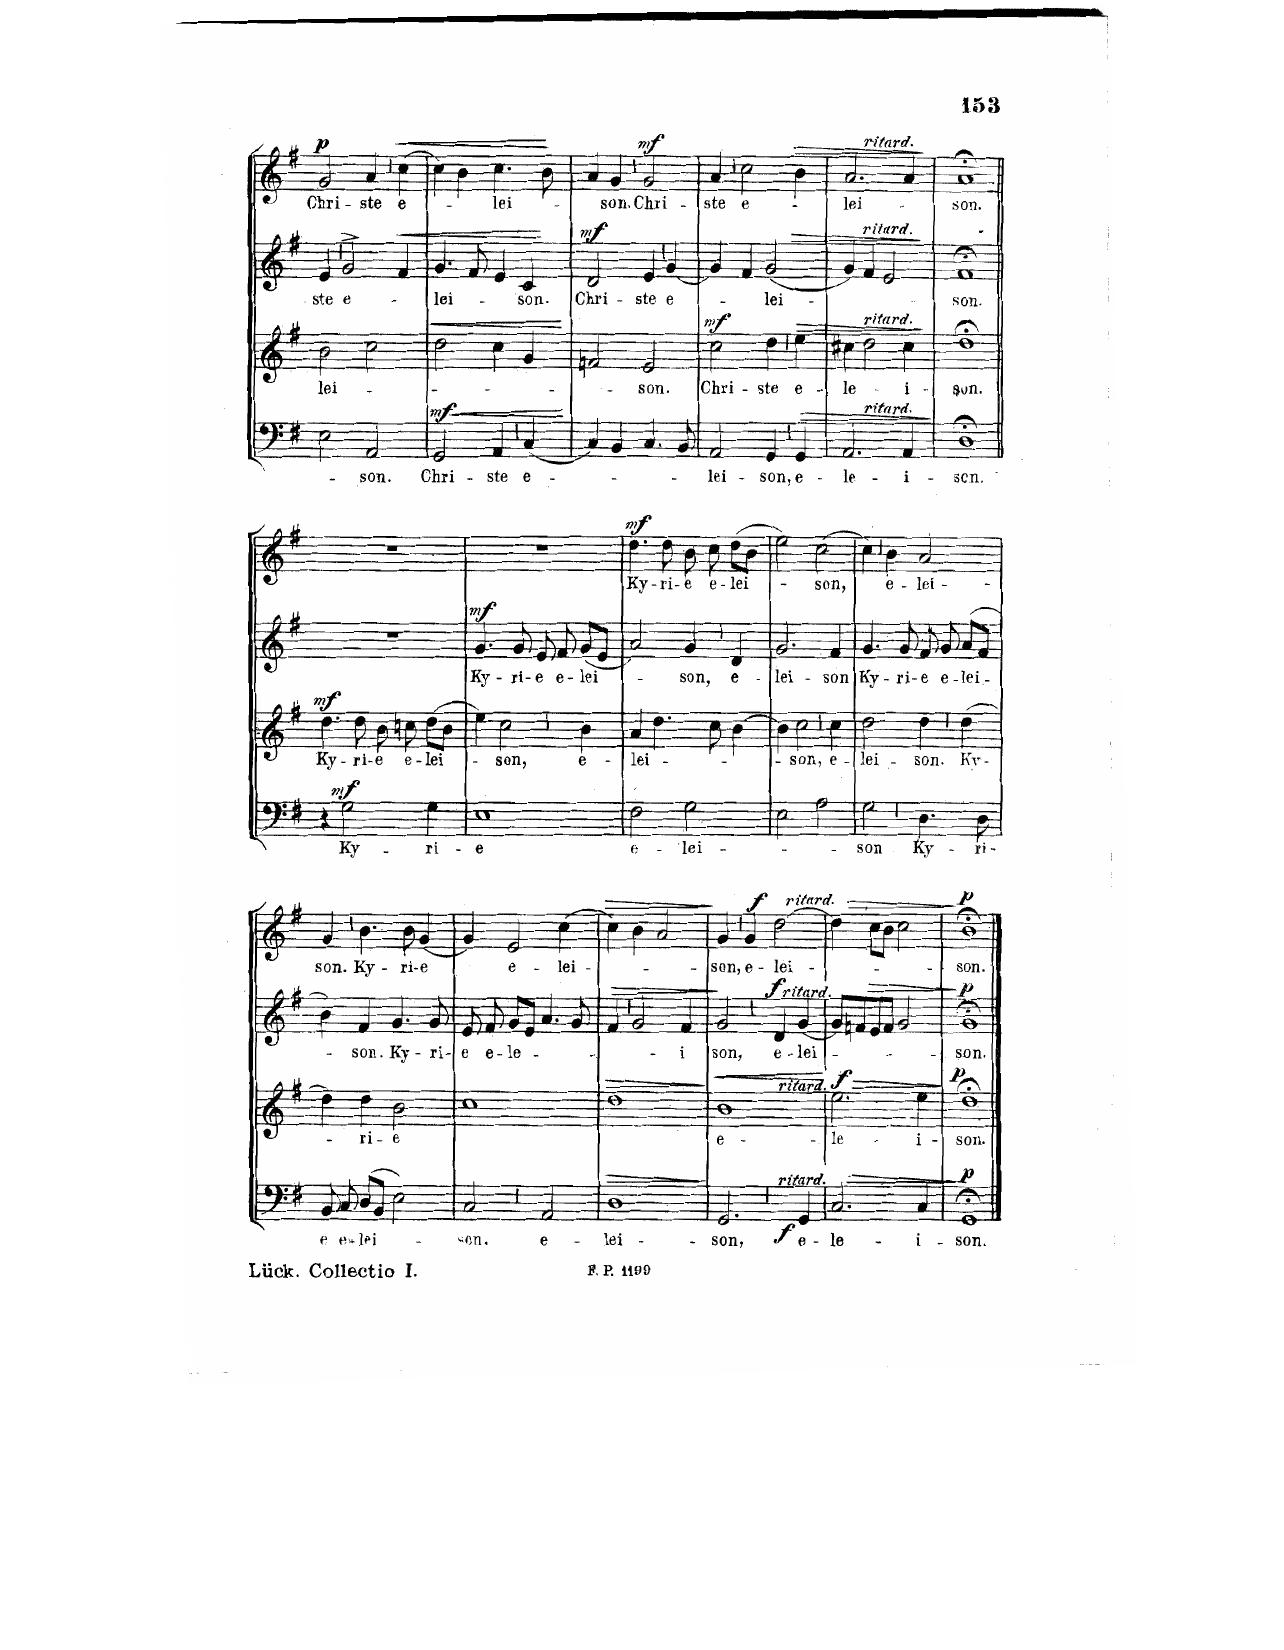 153
p mf ritard.
Chri - ste e - lei - son. Chri - ste e - lei - son.
mf ritard.
ste e - lei - son. Chri - ste e - lei - son.
mf ritard.
lei - son. Chri - ste e - le - i - son.
mf ritard.
- son. Chri - ste e - lei - son, e - le - i - son.
mf
Ky - ri - e e - lei - son, e - lei -
mf
Ky - ri - e e - lei - son, e - lei - son Ky - ri - e e - lei -
mf
Ky - ri - e e - lei - son, e - lei - son, e - lei - son. Ky -
mf
Ky - ri - e e - lei - son Ky - ri -
f ritard. p
son. Ky - ri - e e - lei - son, e - lei - son.
f ritard. p
- son. Ky - ri - e e - le - i son, e - lei - son.
ritard. f p
- ri - e e - le - i - son.
ritard. p
e e - lei - son. e - lei - son, f e - le - i - son.
Lück. Collectio I. F. P. 1199